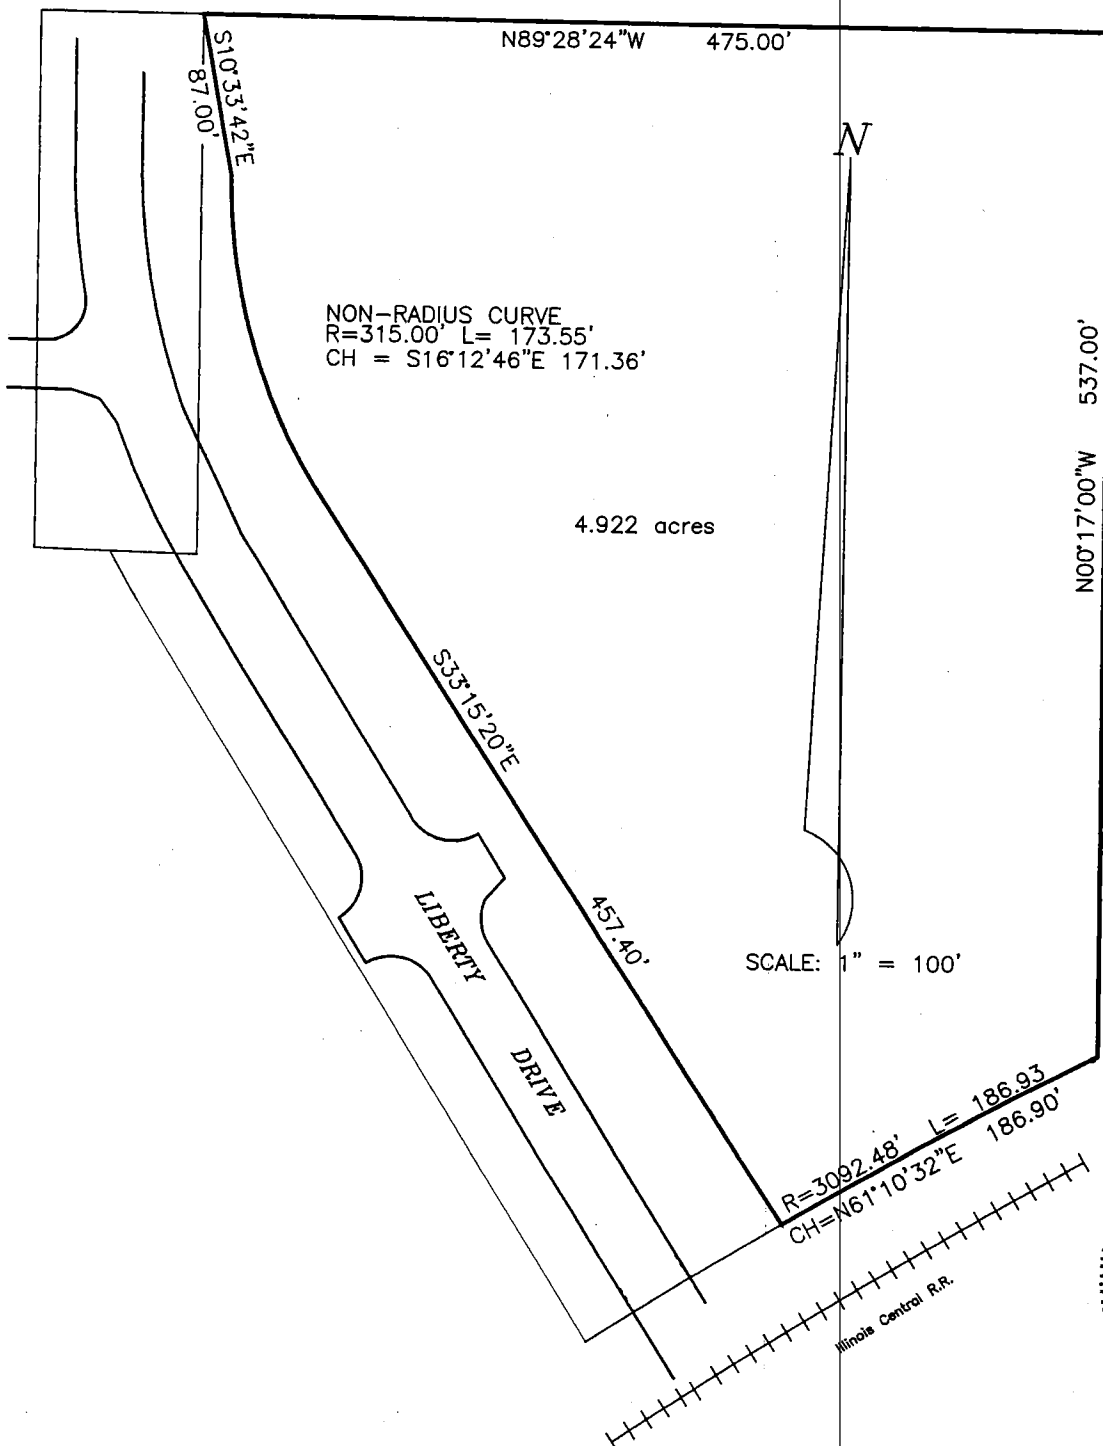 N89°28'24"W 475.00'
S10°33'42"E
87.00'
N
NON-RADIUS CURVE
R=315.00' L= 173.55'
CH = S16°12'46"E 171.36'
537.00'
N00°17'00"W
4.922 acres
S33°15'20"E
457.40'
LIBERTY
DRIVE
SCALE: 1" = 100'
R=3092.48' L= 186.93
CH=N61°10'32"E 186.90'
Illinois Central R.R.